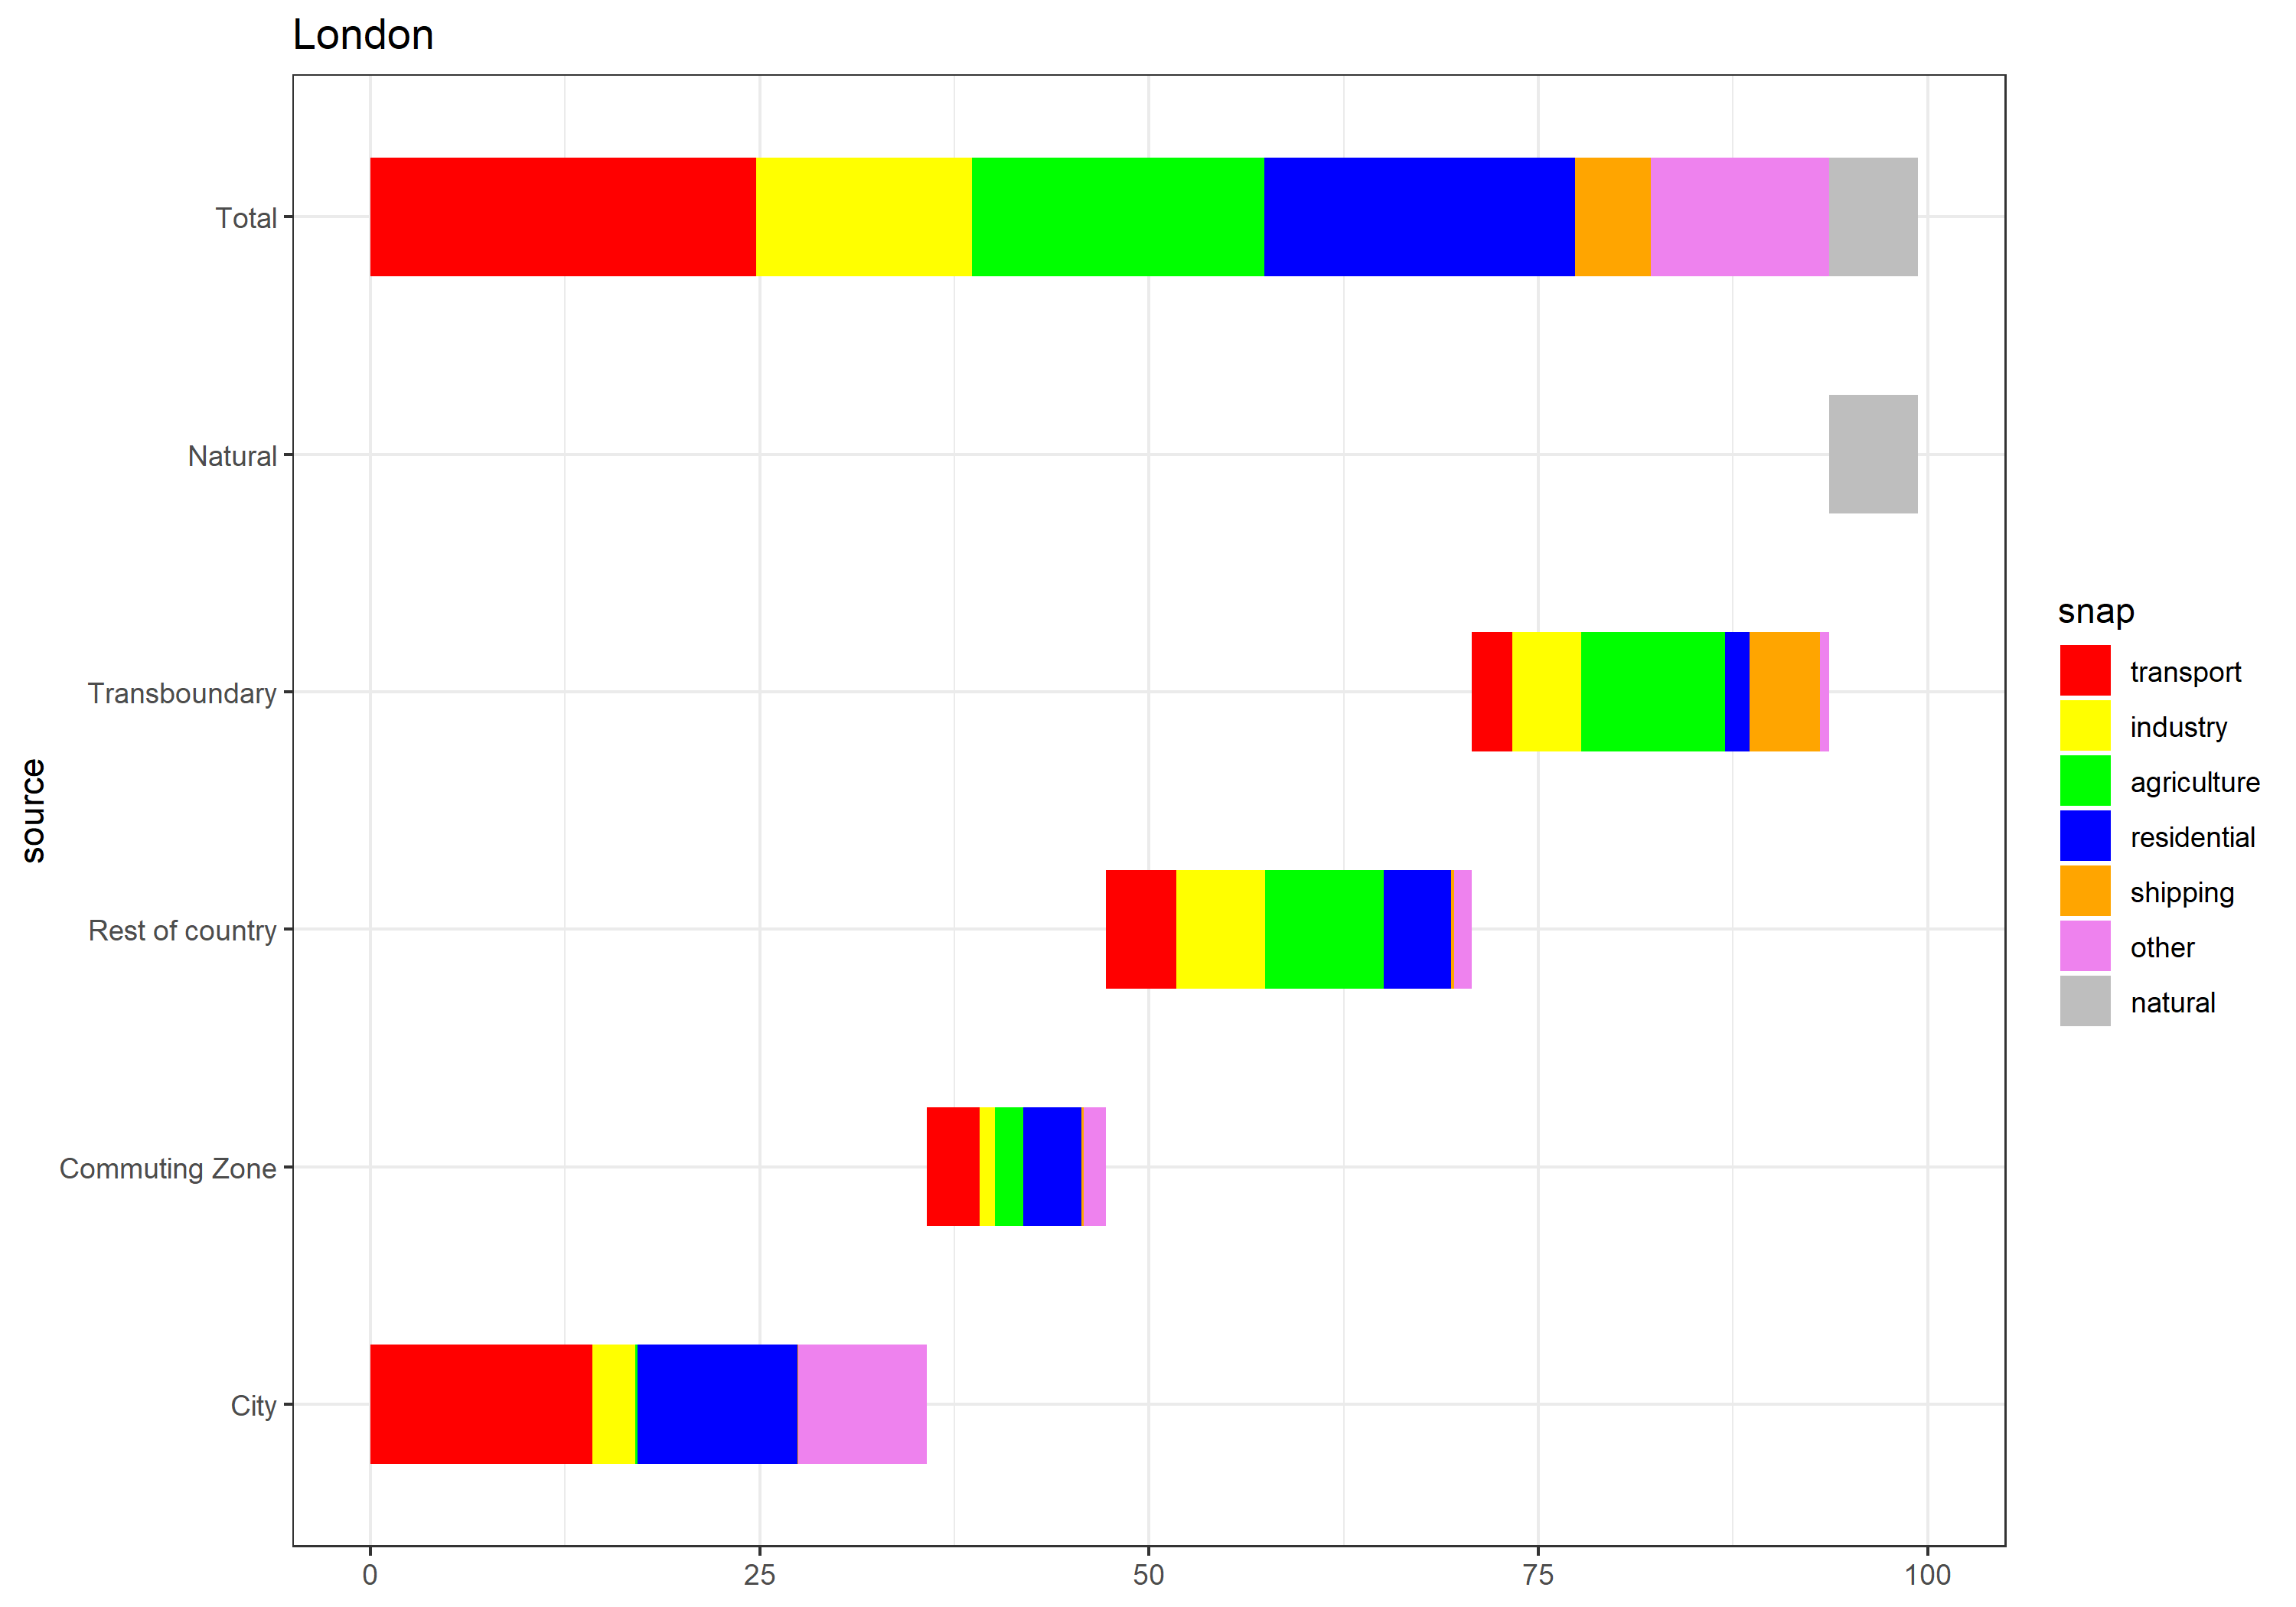 London
Total
Natural
Transboundary
Rest of country
Commuting Zone
City
source
0 25 50 75 100
snap
transport
industry
agriculture
residential
shipping
other
natural